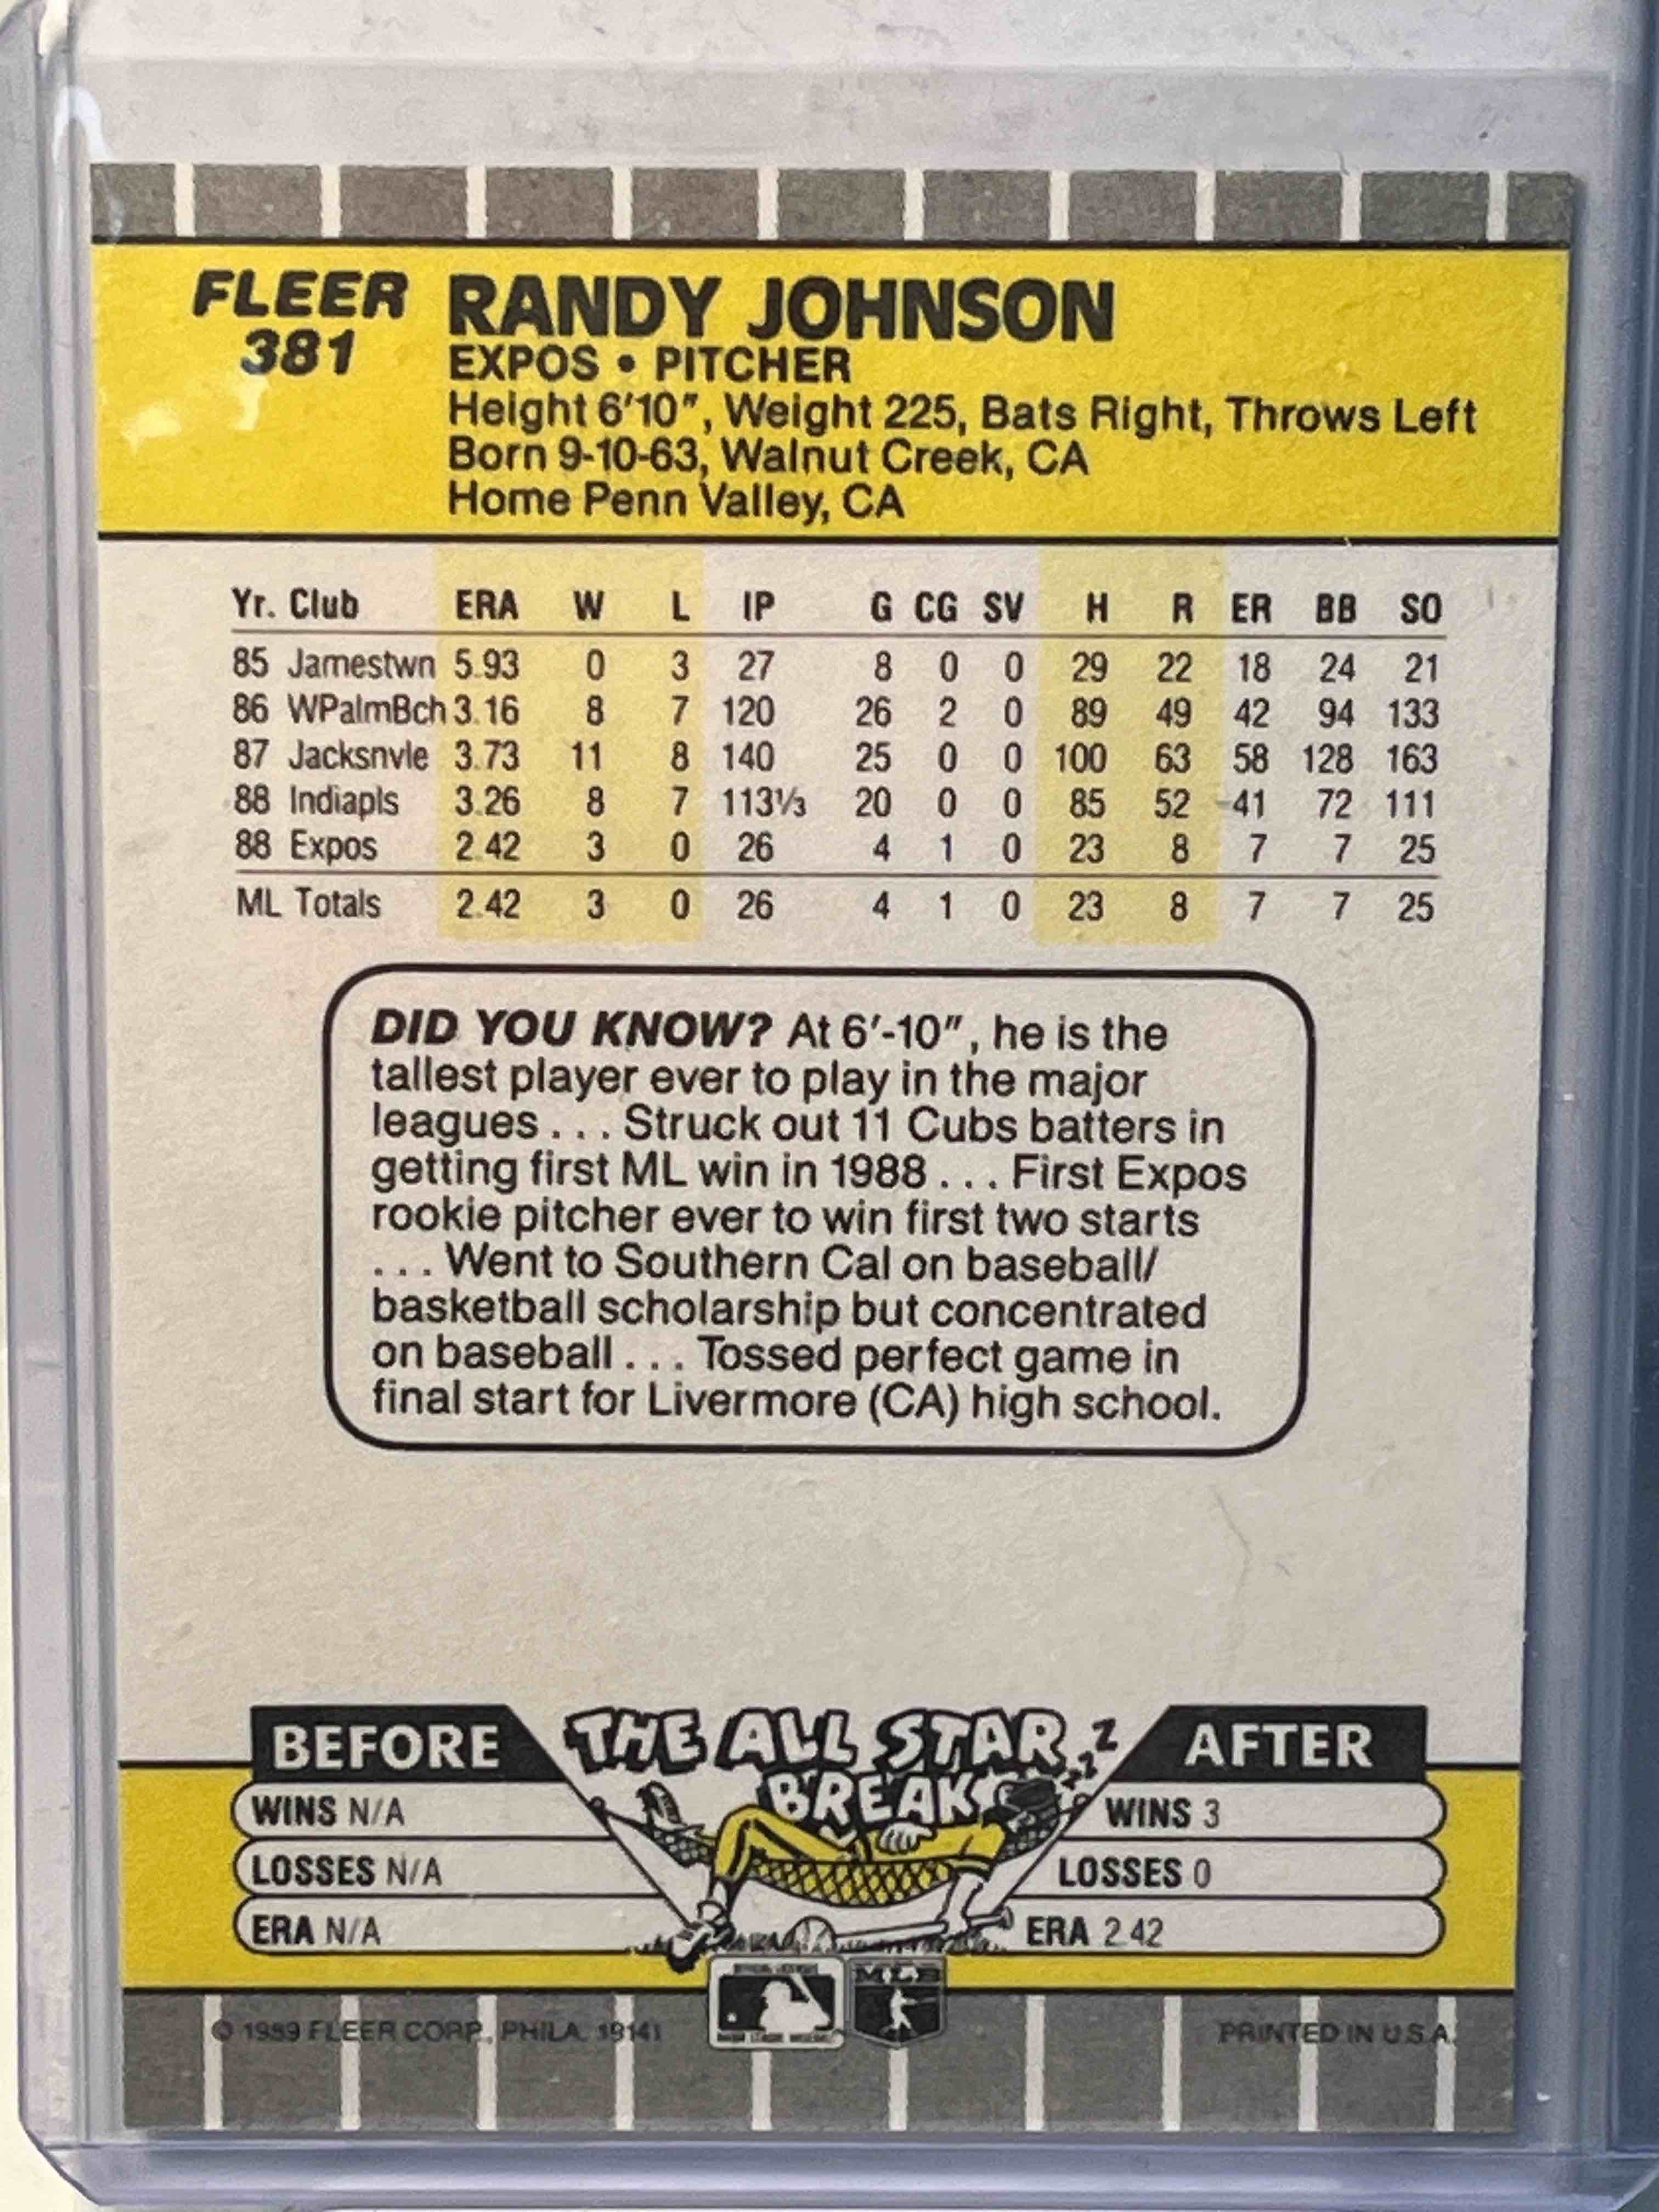 FLEER
381
RANDY JOHNSON
EXPOS • PITCHER
Height 6'10", Weight 225, Bats Right, Throws Left
Born 9-10-63, Walnut Creek, CA
Home Penn Valley, CA
Yr. Club ERA W L IP G CG SV H R ER BB SO
85 Jamestwn 5.93 0 3 27 8 0 0 29 22 18 24 21
86 WPalmBch 3.16 8 7 120 26 2 0 89 49 42 94 133
87 Jacksnvle 3.73 11 8 140 25 0 0 100 63 58 128 163
88 Indiapls 3.26 8 7 113⅓ 20 0 0 85 52 41 72 111
88 Expos 2.42 3 0 26 4 1 0 23 8 7 7 25
ML Totals 2.42 3 0 26 4 1 0 23 8 7 7 25
DID YOU KNOW? At 6'-10", he is the
tallest player ever to play in the major
leagues . . . Struck out 11 Cubs batters in
getting first ML win in 1988 . . . First Expos
rookie pitcher ever to win first two starts
. . . Went to Southern Cal on baseball/
basketball scholarship but concentrated
on baseball . . . Tossed perfect game in
final start for Livermore (CA) high school.
BEFORE
WINS N/A
LOSSES N/A
ERA N/A
THE ALL STAR
BREAK
Z Z Z
AFTER
WINS 3
LOSSES 0
ERA 2.42
MLB
© 1989 FLEER CORP., PHILA. 19141
PRINTED IN U.S.A.